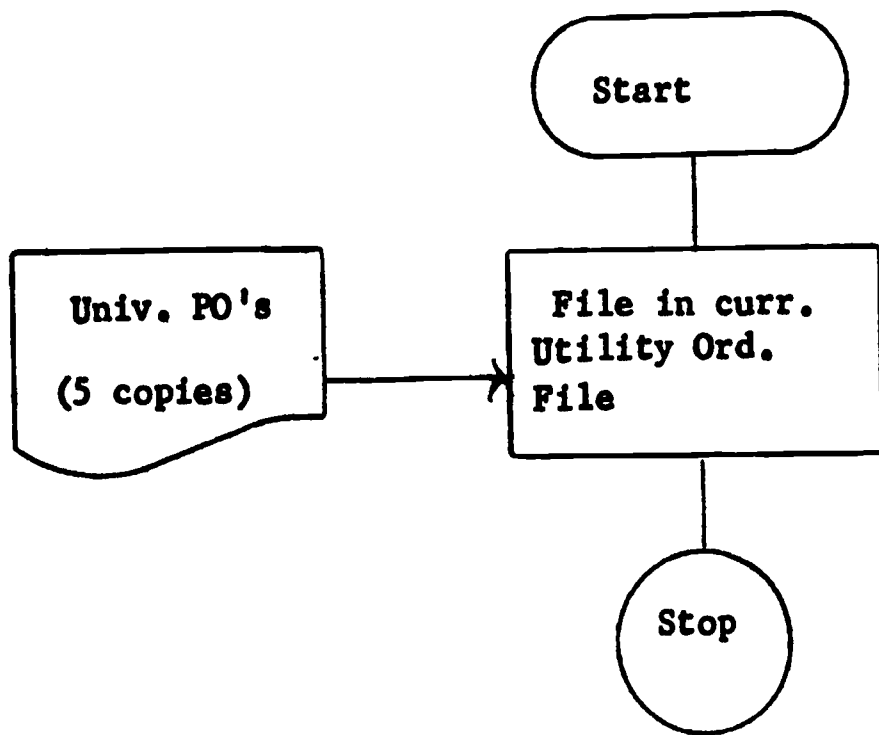 Start
Univ. PO's
(5 copies)
File in curr.
Utility Ord.
File
Stop